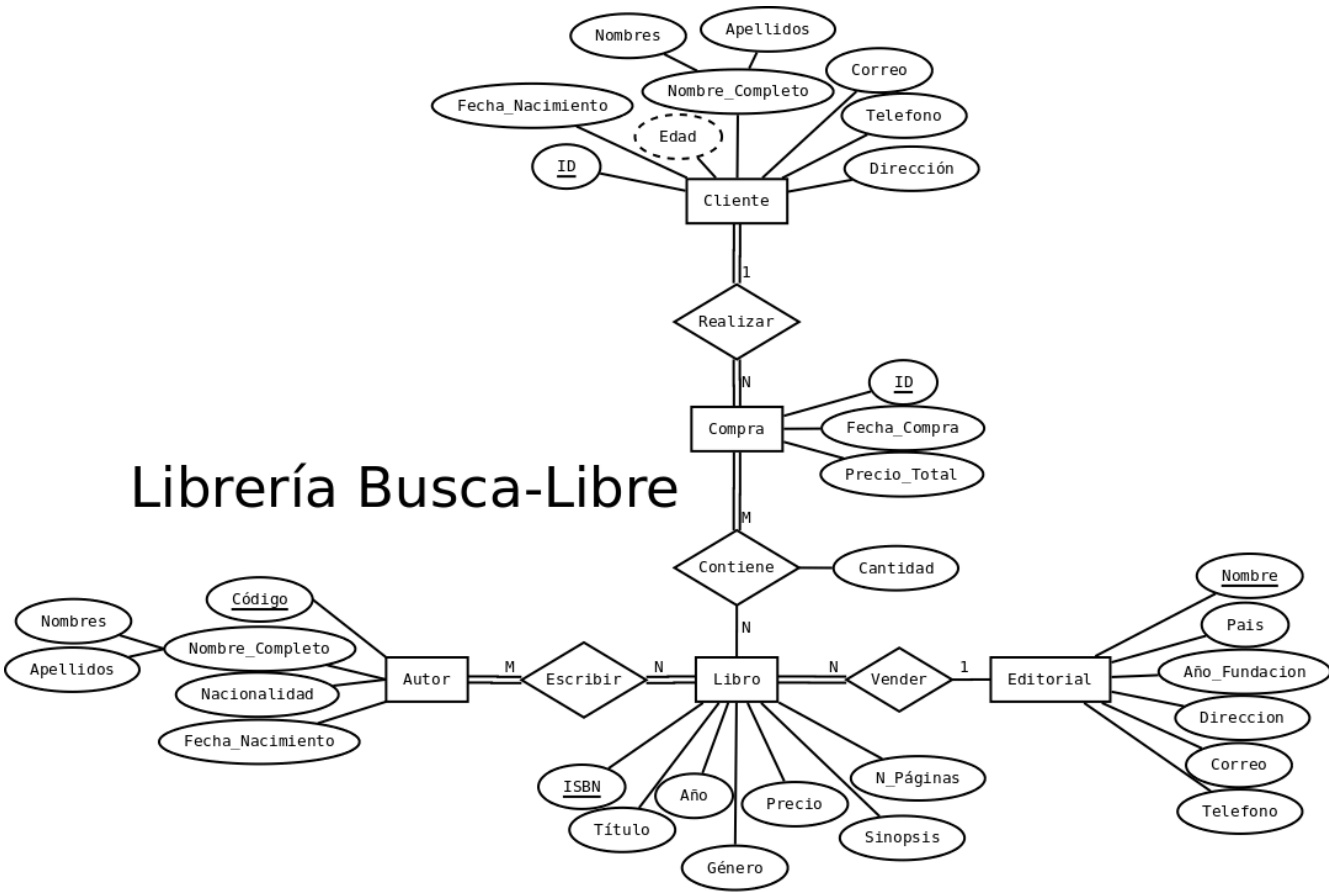 Apellidos
Nombres
Correo
Nombre_Completo
Fecha_Nacimiento
Telefono
Edad
ID
Dirección
Cliente
1
Realizar
N
ID
Compra
Fecha_Compra
Precio_Total
Librería Busca-Libre
M
Contiene
Cantidad
Nombre
Código
Nombres
N
Pais
Nombre_Completo
Apellidos
Autor
M
Escribir
N
Libro
N
Vender
1
Editorial
Año_Fundacion
Nacionalidad
Direccion
Fecha_Nacimiento
Correo
ISBN
Año
Precio
N_Páginas
Telefono
Título
Sinopsis
Género